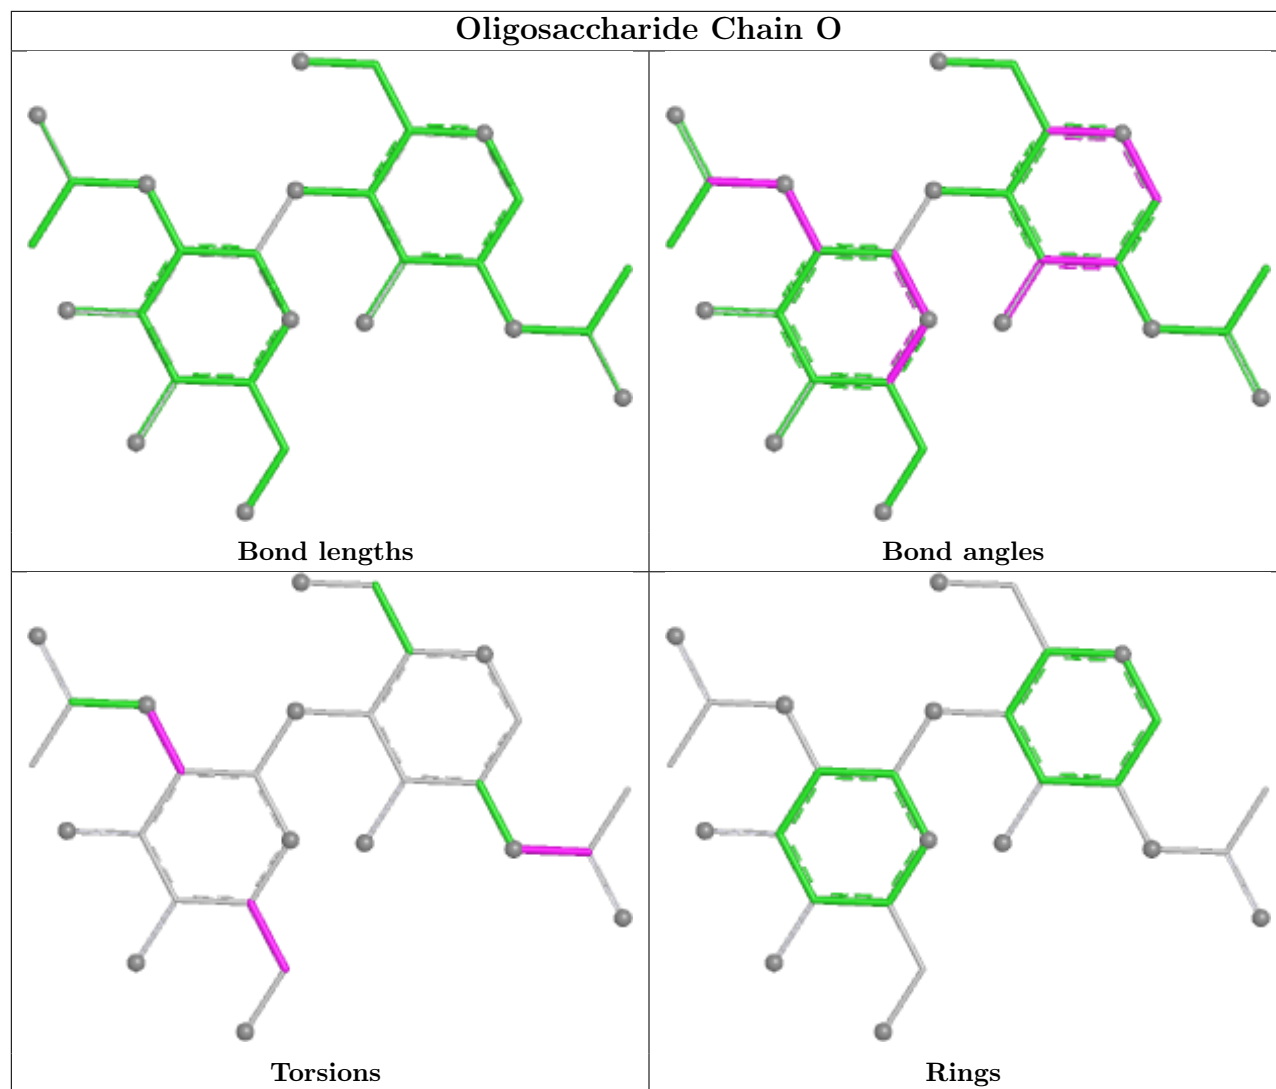 Oligosaccharide Chain O
Bond lengths
Bond angles
Torsions
Rings